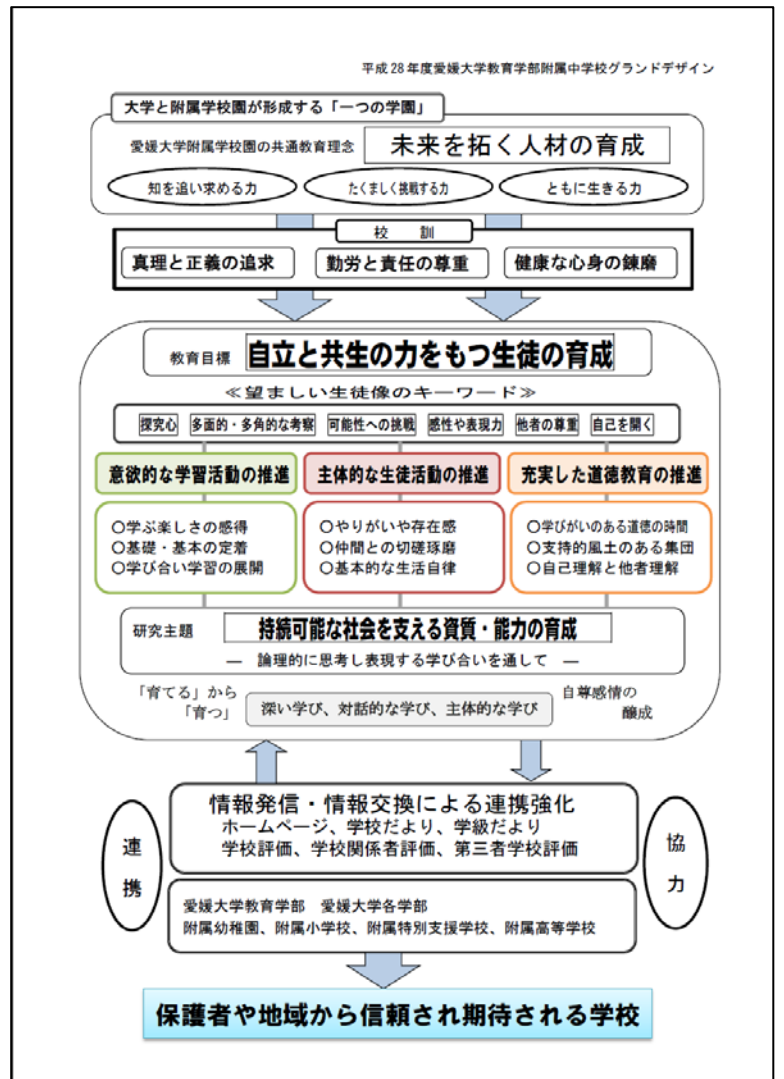 平成28年度愛媛大学教育学部附属中学校グランドデザイン
大学と附属学校園が形成する「一つの学園」
愛媛大学附属学校園の共通教育理念　未来を拓く人材の育成
知を追い求める力　たくましく挑戦する力　ともに生きる力
校　訓
真理と正義の追求　勤労と責任の尊重　健康な心身の錬磨
教育目標　自立と共生の力をもつ生徒の育成
≪望ましい生徒像のキーワード≫
探究心　多面的・多角的な考察　可能性への挑戦　感性や表現力　他者の尊重　自己を開く
意欲的な学習活動の推進　主体的な生徒活動の推進　充実した道徳教育の推進
○学ぶ楽しさの感得　○やりがいや存在感　○学びがいのある道徳の時間
○基礎・基本の定着　○仲間との切磋琢磨　○支持的風土のある集団
○学び合い学習の展開　○基本的な生活自律　○自己理解と他者理解
研究主題　持続可能な社会を支える資質・能力の育成
―　論理的に思考し表現する学び合いを通して　―
「育てる」から
「育つ」
深い学び、対話的な学び、主体的な学び
自尊感情の
醸成
情報発信・情報交換による連携強化
ホームページ、学校だより、学級だより
学校評価、学校関係者評価、第三者学校評価
連携
協力
愛媛大学教育学部　愛媛大学各学部
附属幼稚園、附属小学校、附属特別支援学校、附属高等学校
保護者や地域から信頼され期待される学校